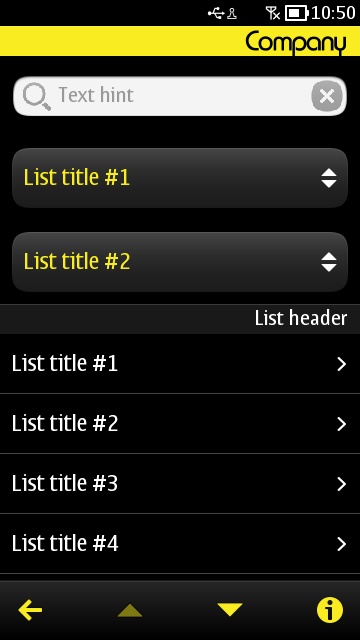 10:50
Company
Text hint
List title #1
List title #2
List header
List title #1
List title #2
List title #3
List title #4